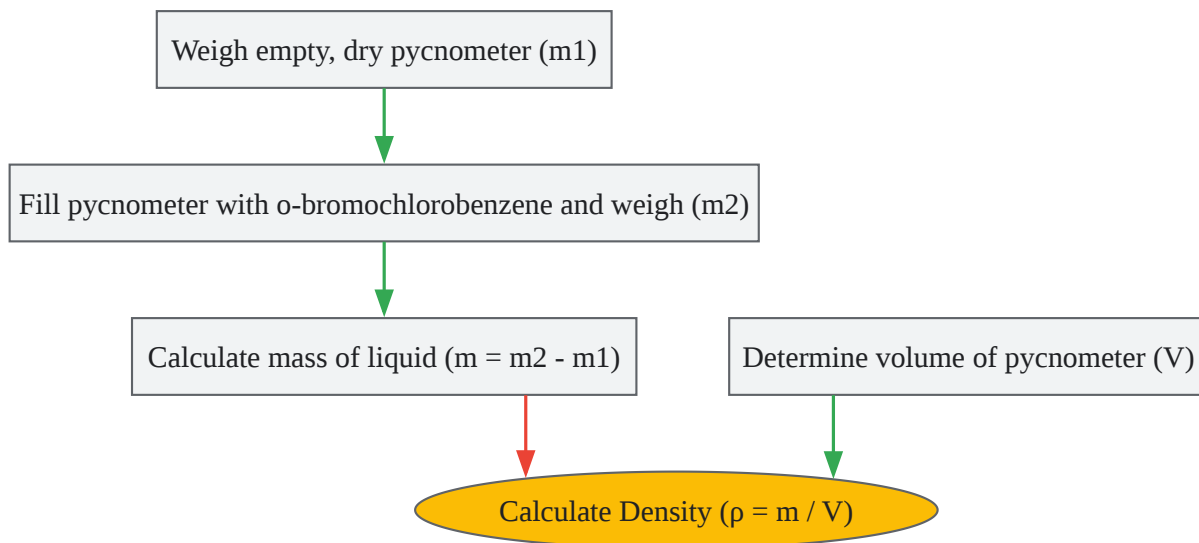 Weigh empty, dry pycnometer (m1)
Fill pycnometer with o-bromochlorobenzene and weigh (m2)
Calculate mass of liquid (m = m2 - m1)
Determine volume of pycnometer (V)
Calculate Density (ρ = m / V)